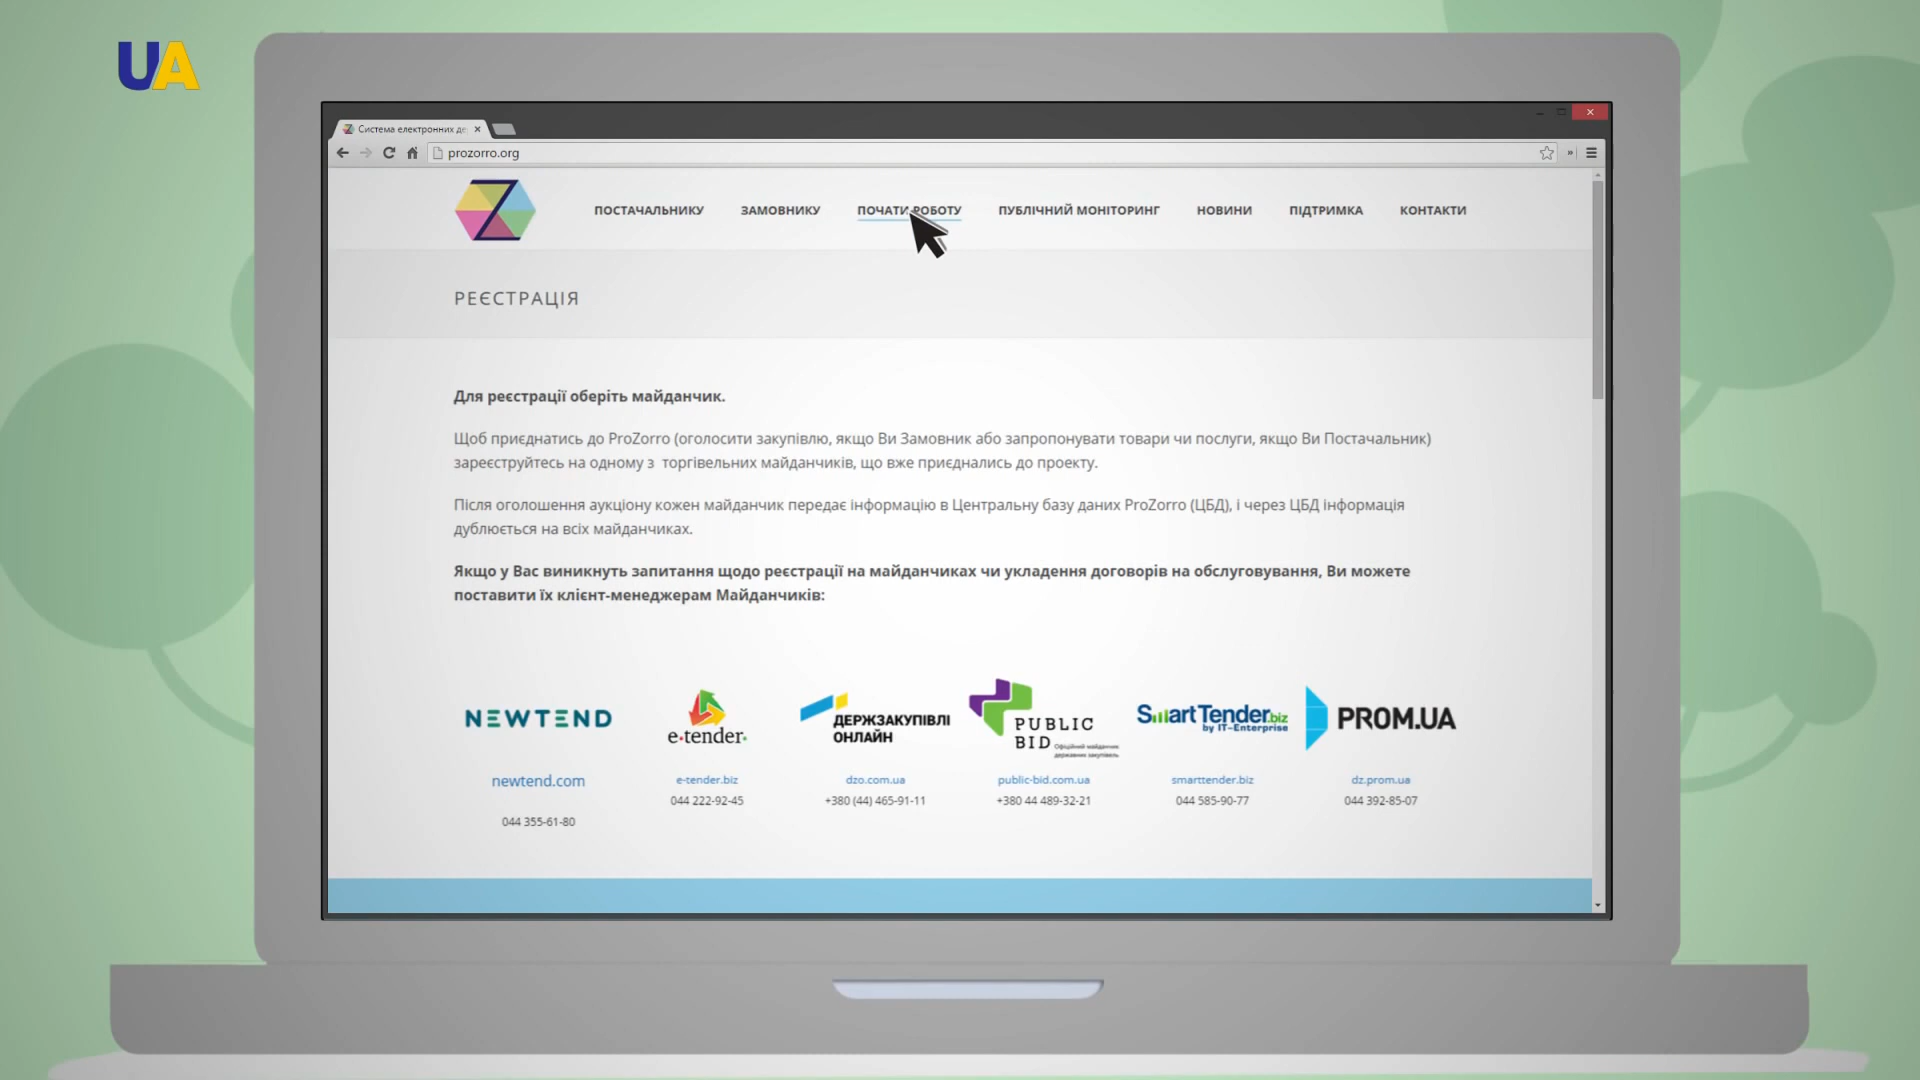 UA
Система електронних де
prozorro.org
ПОСТАЧАЛЬНИКУ ЗАМОВНИКУ ПОЧАТИ РОБОТУ ПУБЛІЧНИЙ МОНІТОРИНГ НОВИНИ ПІДТРИМКА КОНТАКТИ
РЕЄСТРАЦІЯ
Для реєстрації оберіть майданчик.
Щоб приєднатись до ProZorro (оголосити закупівлю, якщо Ви Замовник або запропонувати товари чи послуги, якщо Ви Постачальник)
зареєструйтесь на одному з торгівельних майданчиків, що вже приєднались до проекту.
Після оголошення аукціону кожен майданчик передає інформацію в Центральну базу даних ProZorro (ЦБД), і через ЦБД інформація
дублюється на всіх майданчиках.
Якщо у Вас виникнуть запитання щодо реєстрації на майданчиках чи укладення договорів на обслуговування, Ви можете
поставити їх клієнт-менеджерам Майданчиків:
NEWTEND
newtend.com
044 355-61-80
e-tender
e-tender.biz
044 222-92-45
ДЕРЖЗАКУПІВЛІ
ОНЛАЙН
dzo.com.ua
+380 (44) 465-91-11
PUBLIC
BID
Офіційний майданчик
державних закупівель
public-bid.com.ua
+380 44 489-32-21
SmartTender.biz
by IT-Enterprise
smarttender.biz
044 585-90-77
PROM.UA
dz.prom.ua
044 392-85-07